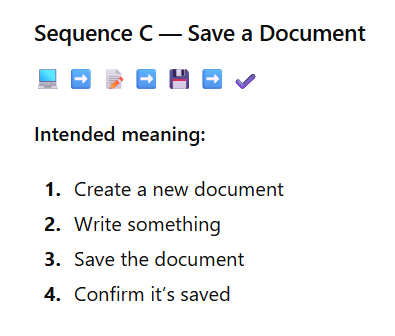 Sequence C — Save a Document
💻 ➡️ 📝 ➡️ 💾 ➡️ ✔️
Intended meaning:
1. Create a new document
2. Write something
3. Save the document
4. Confirm it’s saved